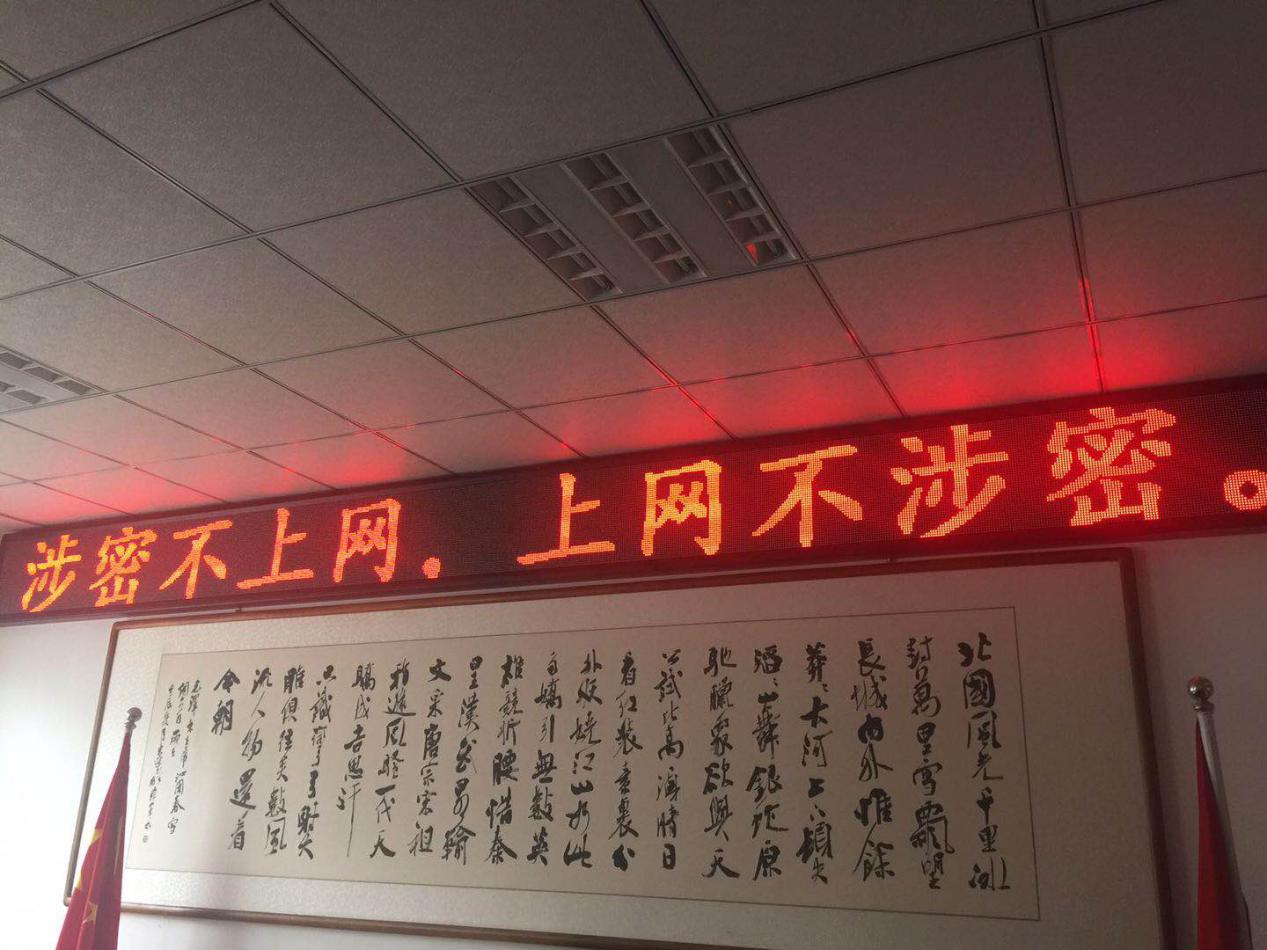 涉密不上网,上网不涉密。
北國風光千里冰
封萬里雪飄望
長城内外惟餘
莽〻大河上下頓失
滔〻山舞銀蛇原
馳臘象欲與天
公試比高須晴日
看紅裝素裹分
外妖嬈江山如此
多嬌引無數英
雄競折腰惜秦
皇漢武略輸
文采唐宗宋祖
稍遜風騷一代天
驕成吉思汗
只識彎弓射
雕俱往矣數風
流人物還看
今朝